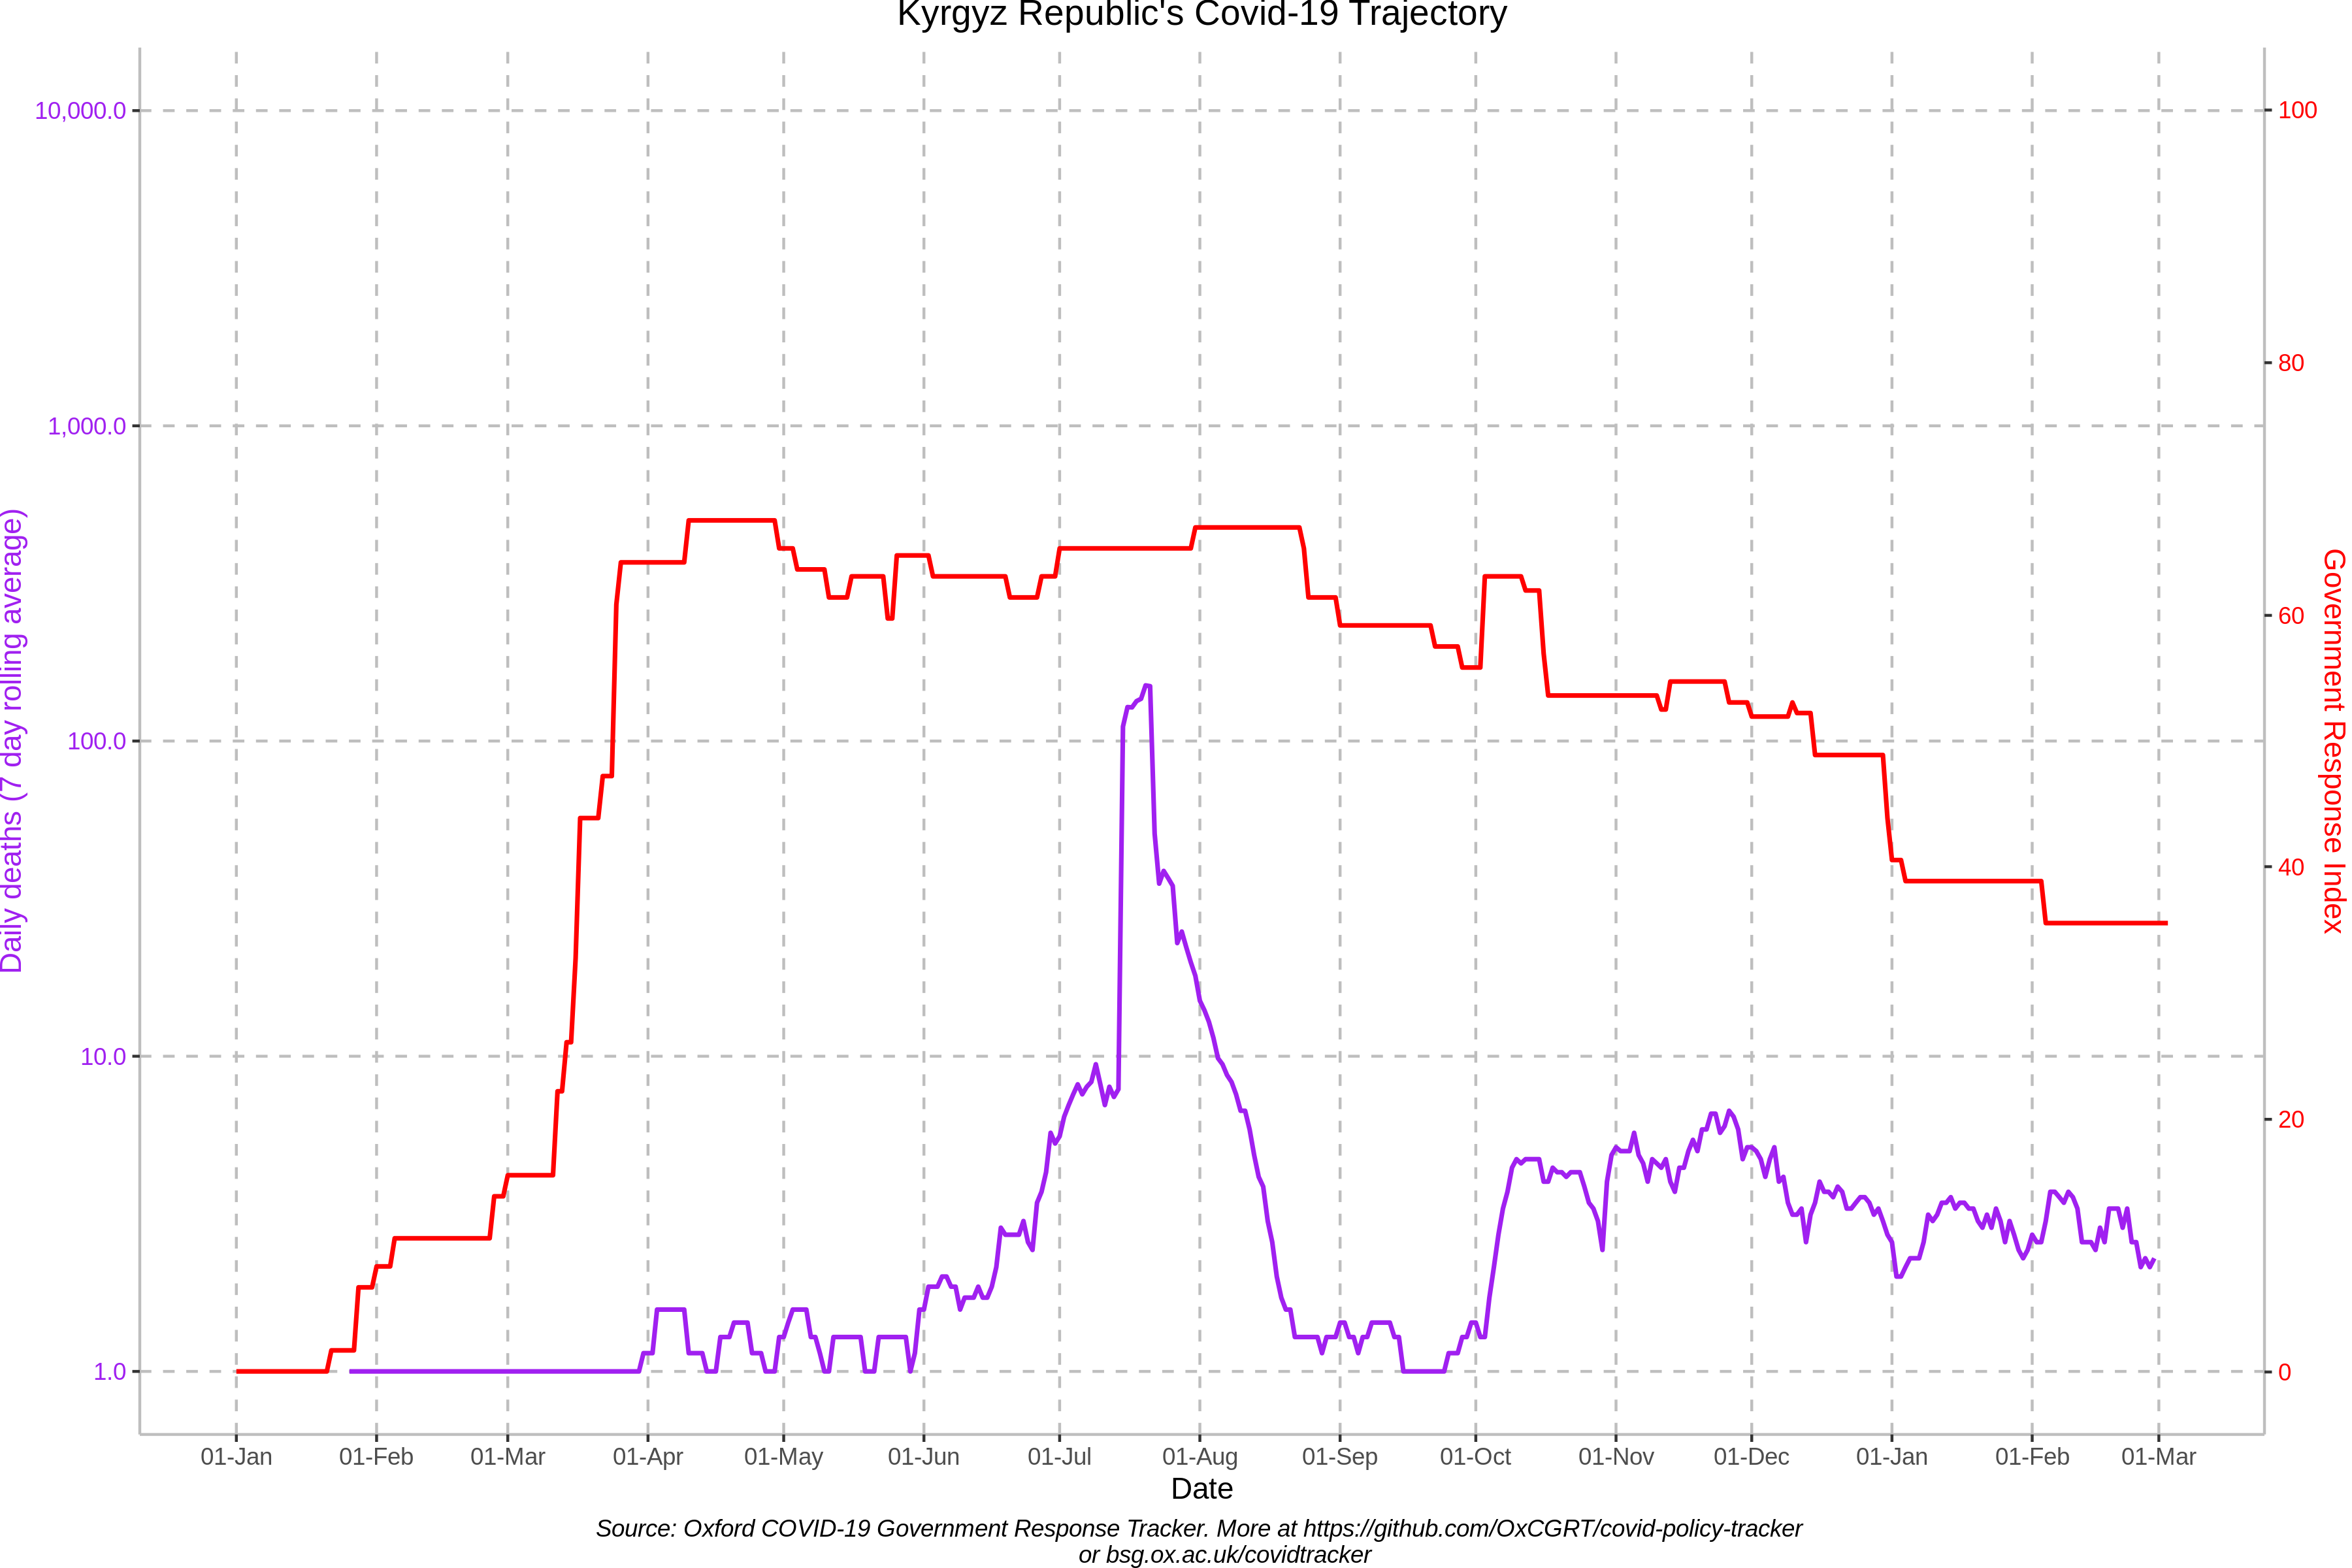 Kyrgyz Republic's Covid-19 Trajectory
10,000.0
1,000.0
100.0
10.0
1.0
Daily deaths (7 day rolling average)
100
80
60
40
20
0
Government Response Index
01-Jan 01-Feb 01-Mar 01-Apr 01-May 01-Jun 01-Jul 01-Aug 01-Sep 01-Oct 01-Nov 01-Dec 01-Jan 01-Feb 01-Mar
Date
Source: Oxford COVID-19 Government Response Tracker. More at https://github.com/OxCGRT/covid-policy-tracker
or bsg.ox.ac.uk/covidtracker